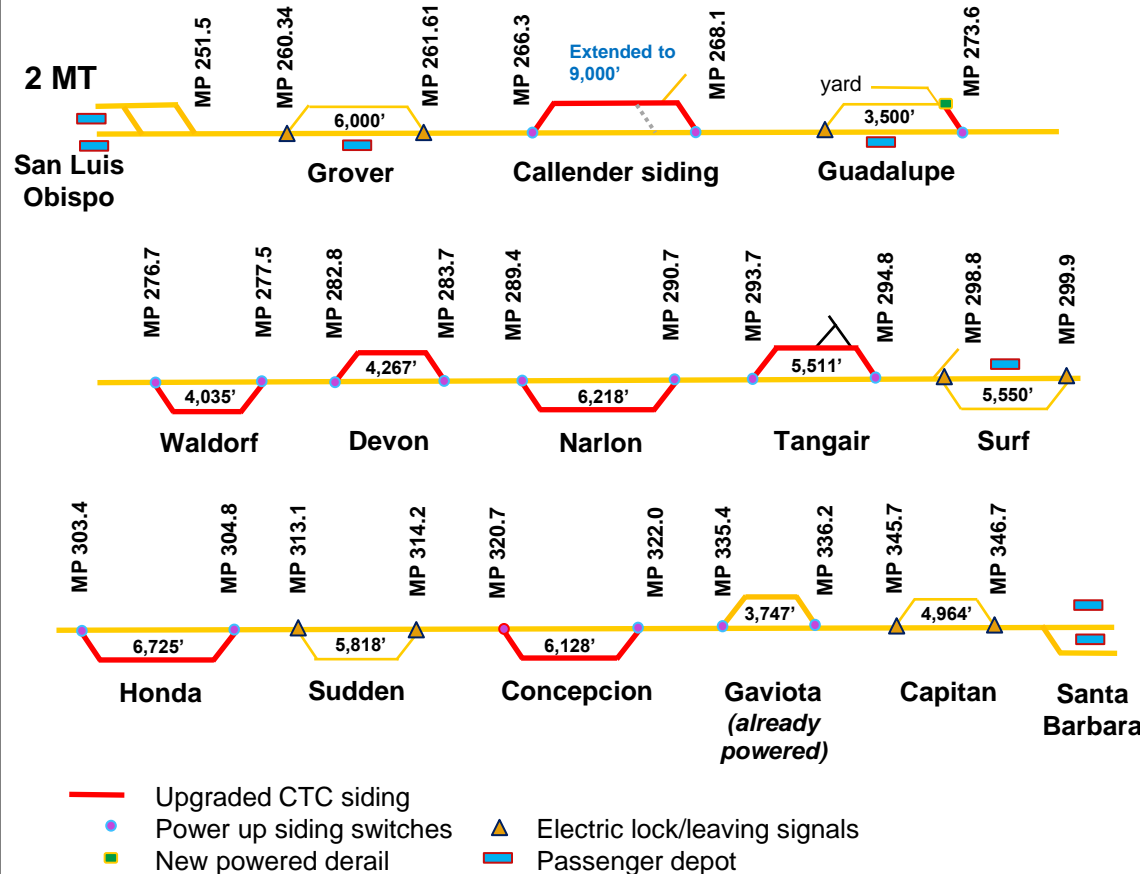 MP 251.5
MP 260.34
MP 261.61
MP 266.3
MP 268.1
MP 273.6
2 MT
Extended to
9,000’
yard
6,000’
3,500’
San Luis
Obispo
Grover
Callender siding
Guadalupe
MP 276.7
MP 277.5
MP 282.8
MP 283.7
MP 289.4
MP 290.7
MP 293.7
MP 294.8
MP 298.8
MP 299.9
4,035’
4,267’
6,218’
5,511’
5,550’
Waldorf
Devon
Narlon
Tangair
Surf
MP 303.4
MP 304.8
MP 313.1
MP 314.2
MP 320.7
MP 322.0
MP 335.4
MP 336.2
MP 345.7
MP 346.7
6,725’
5,818’
6,128’
3,747’
4,964’
Honda
Sudden
Concepcion
Gaviota
(already
powered)
Capitan
Santa
Barbara
Upgraded CTC siding
Power up siding switches
Electric lock/leaving signals
New powered derail
Passenger depot